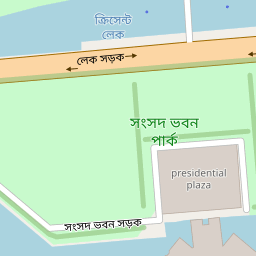 ক্রিসেন্ট
লেক
লেক সড়ক
সংসদ ভবন
পার্ক
presidential
plaza
সংসদ ভবন সড়ক